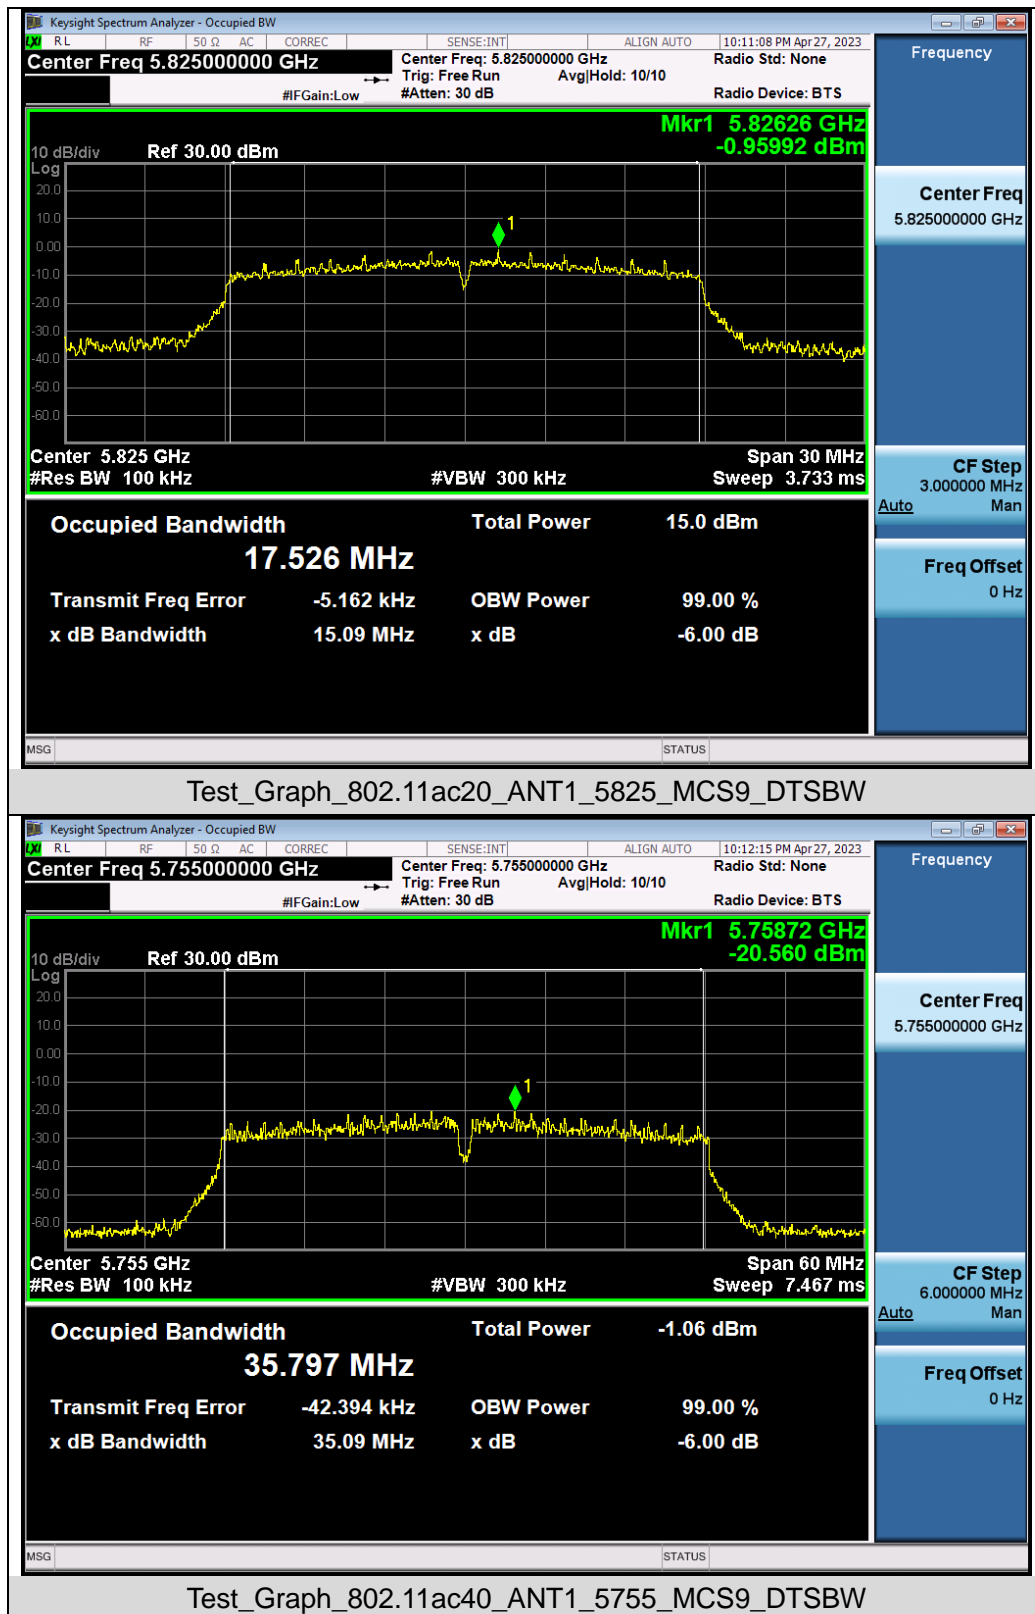 Keysight Spectrum Analyzer - Occupied BW
LXI RL RF 50 Ω AC CORREC SENSE:INT ALIGN AUTO 10:11:08 PM Apr 27, 2023
Center Freq 5.825000000 GHz
Center Freq: 5.825000000 GHz
Radio Std: None
Trig: Free Run Avg|Hold: 10/10
#IFGain:Low #Atten: 30 dB Radio Device: BTS
Frequency
Mkr1 5.82626 GHz
-0.95992 dBm
10 dB/div Ref 30.00 dBm
Log
20.0
10.0
0.00
-10.0
-20.0
-30.0
-40.0
-50.0
-60.0
1
Center 5.825 GHz Span 30 MHz
#Res BW 100 kHz #VBW 300 kHz Sweep 3.733 ms
Center Freq
5.825000000 GHz
CF Step
3.000000 MHz
Auto Man
Freq Offset
0 Hz
Occupied Bandwidth Total Power 15.0 dBm
17.526 MHz
Transmit Freq Error -5.162 kHz OBW Power 99.00 %
x dB Bandwidth 15.09 MHz x dB -6.00 dB
MSG STATUS
Test_Graph_802.11ac20_ANT1_5825_MCS9_DTSBW
Keysight Spectrum Analyzer - Occupied BW
LXI RL RF 50 Ω AC CORREC SENSE:INT ALIGN AUTO 10:12:15 PM Apr 27, 2023
Center Freq 5.755000000 GHz
Center Freq: 5.755000000 GHz
Radio Std: None
Trig: Free Run Avg|Hold: 10/10
#IFGain:Low #Atten: 30 dB Radio Device: BTS
Frequency
Mkr1 5.75872 GHz
-20.560 dBm
10 dB/div Ref 30.00 dBm
Log
20.0
10.0
0.00
-10.0
-20.0
-30.0
-40.0
-50.0
-60.0
1
Center 5.755 GHz Span 60 MHz
#Res BW 100 kHz #VBW 300 kHz Sweep 7.467 ms
Center Freq
5.755000000 GHz
CF Step
6.000000 MHz
Auto Man
Freq Offset
0 Hz
Occupied Bandwidth Total Power -1.06 dBm
35.797 MHz
Transmit Freq Error -42.394 kHz OBW Power 99.00 %
x dB Bandwidth 35.09 MHz x dB -6.00 dB
MSG STATUS
Test_Graph_802.11ac40_ANT1_5755_MCS9_DTSBW